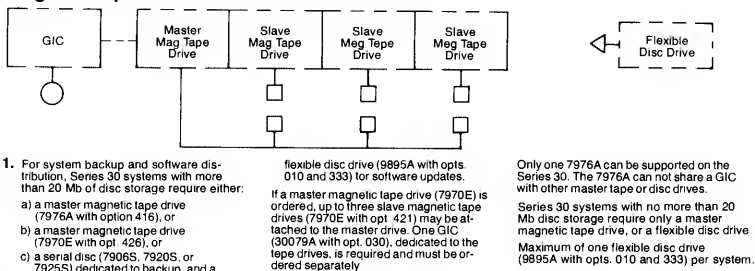 GIC
Master
Mag Tape
Drive
Slave
Mag Tape
Drive
Slave
Meg Tepe
Drive
Slave
Meg Tape
Drive
Flexible
Disc Drive
1. For system backup and software dis-
tribution, Series 30 systems with more
than 20 Mb of disc storage require either:
a) a master magnetic tape drive
(7976A with option 416), or
b) a master magnetic tape drive
(7970E with opt. 426), or
c) a serial disc (7906S, 7920S, or
7925S) dedicated to backup, and a
flexible disc drive (9895A with opts.
010 and 333) for software updates.
If a master magnetic tape drive (7970E) is
ordered, up to three slave magnetic tape
drives (7970E with opt 421) may be at-
tached to the master drive. One GIC
(30079A with opt. 030), dedicated to the
tepe drives, is required and must be or-
dered separately
Only one 7976A can be supported on the
Series 30. The 7976A can not share a GIC
with other master tape or disc drives.
Series 30 systems with no more than 20
Mb disc storage require only a master
magnetic tape drive, or a flexible disc drive
Maximum of one flexible disc drive
(9895A with opts. 010 and 333) per system.